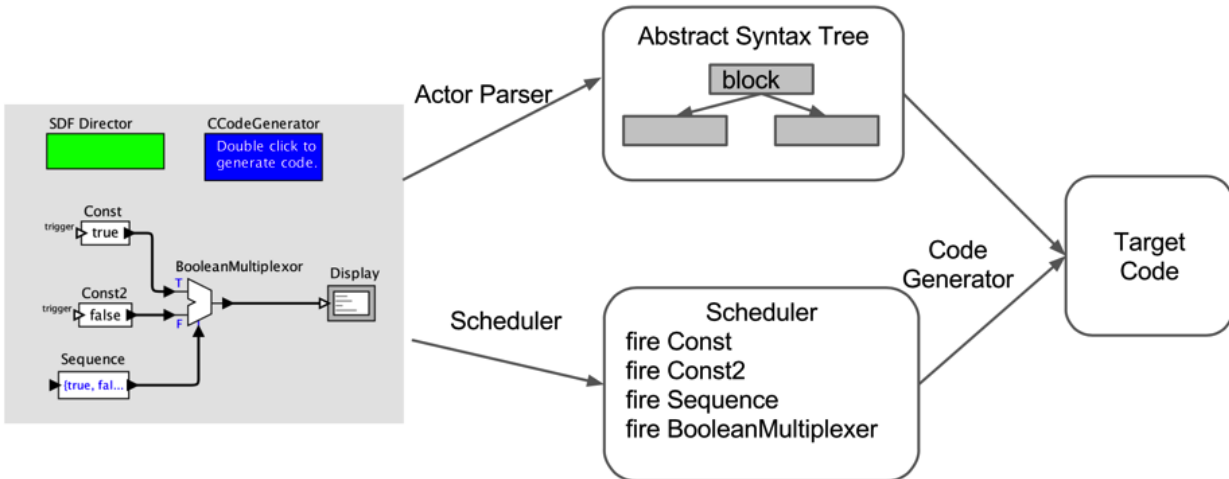 SDF Director
CCodeGenerator
Double click to
generate code.
Const
trigger
true
BooleanMultiplexor
T
Const2
trigger
false
F
Display
Sequence
{true, fal...
Actor Parser
Abstract Syntax Tree
block
Scheduler
Scheduler
fire Const
fire Const2
fire Sequence
fire BooleanMultiplexer
Code
Generator
Target
Code